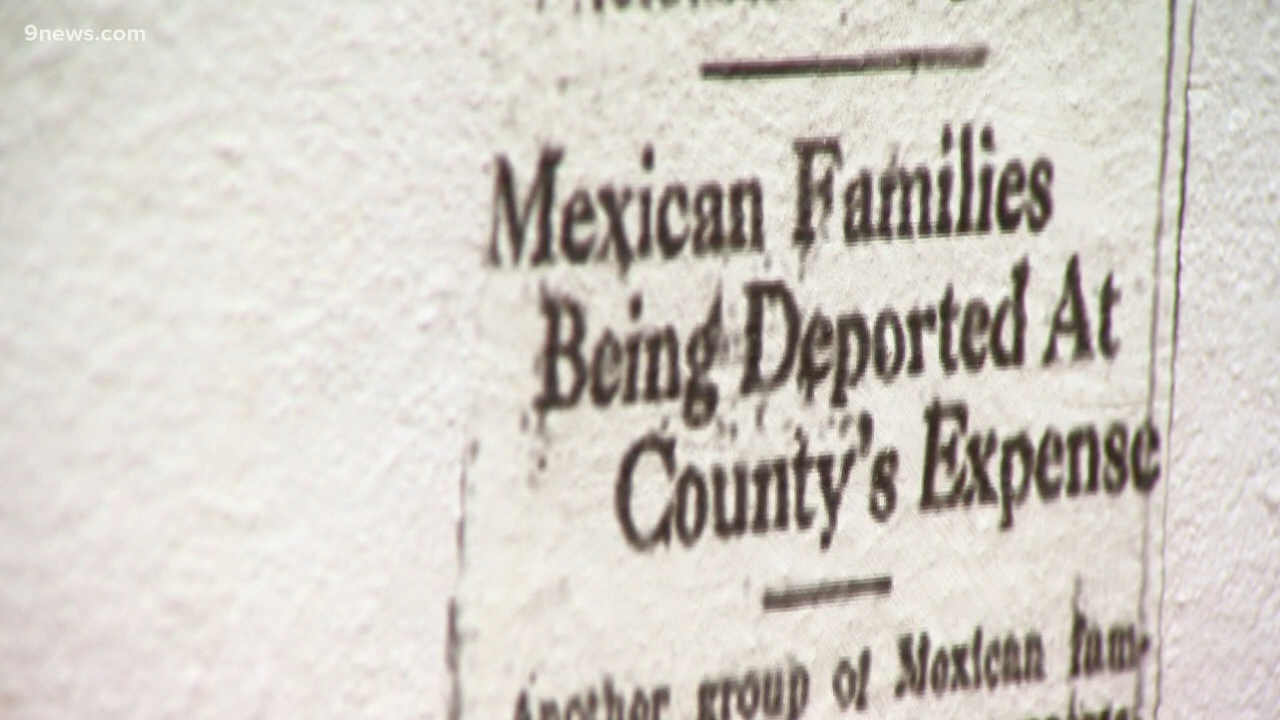 9news.com
Mexican Families
Being Deported At
County's Expense
Another group of Mexican fam-